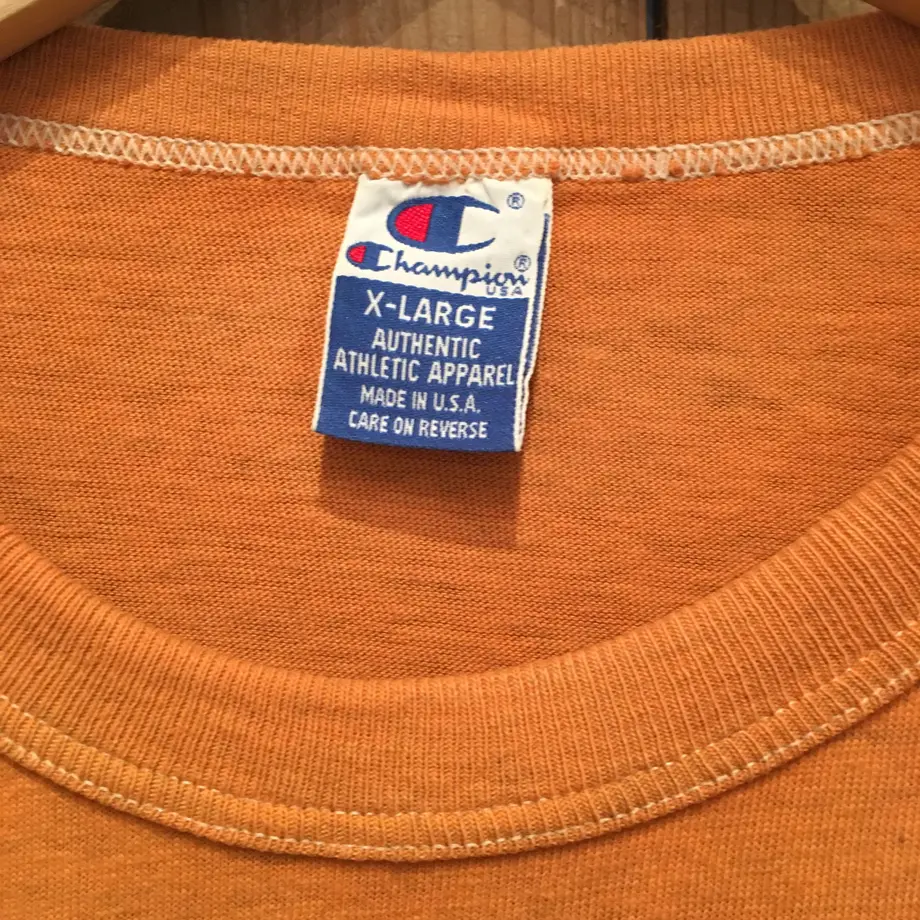 ®
Champion®
USA
X-LARGE
AUTHENTIC
ATHLETIC APPAREL
MADE IN U.S.A.
CARE ON REVERSE